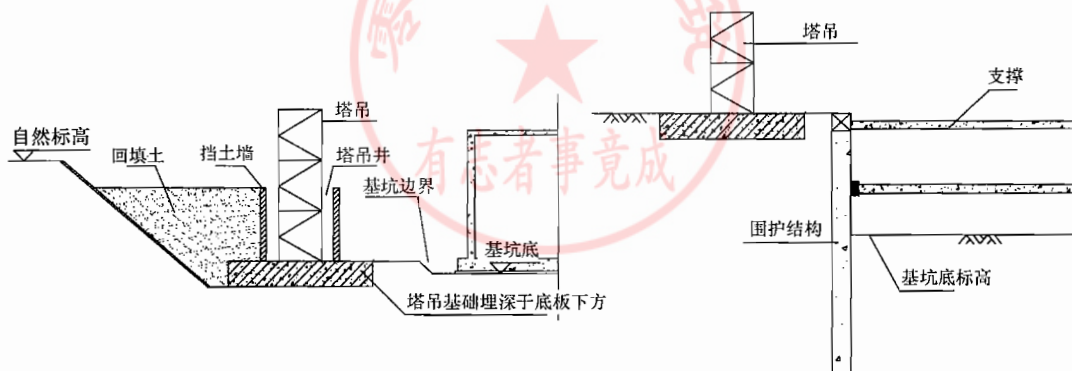 塔吊
支撑
塔吊
自然标高
回填土
挡土墙
塔吊井
基坑边界
有志者事竟成
围护结构
基坑底
基坑底标高
塔吊基础埋深于底板下方